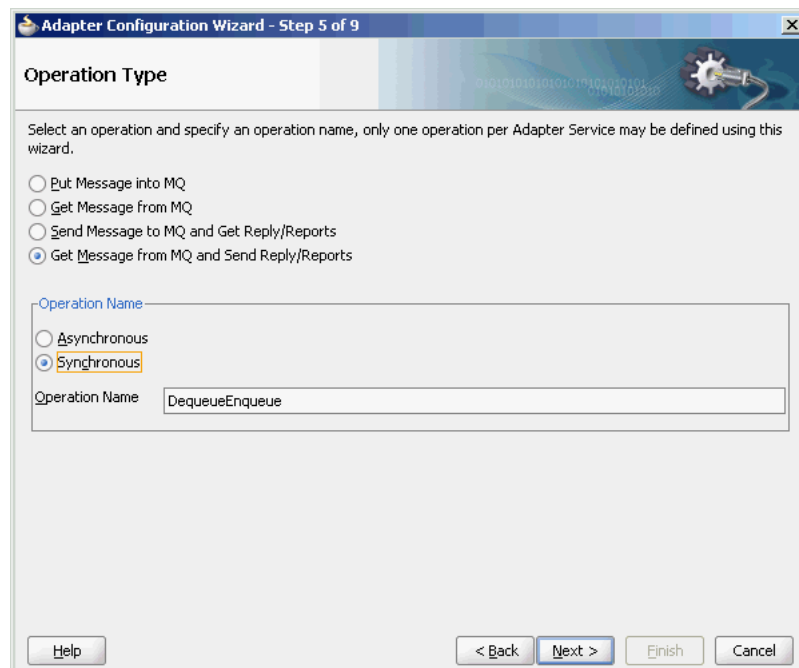 Adapter Configuration Wizard - Step 5 of 9
Operation Type
Select an operation and specify an operation name, only one operation per Adapter Service may be defined using this
wizard.
Put Message into MQ
Get Message from MQ
Send Message to MQ and Get Reply/Reports
Get Message from MQ and Send Reply/Reports
Operation Name
Asynchronous
Synchronous
Operation Name DequeueEnqueue
Help < Back Next > Finish Cancel